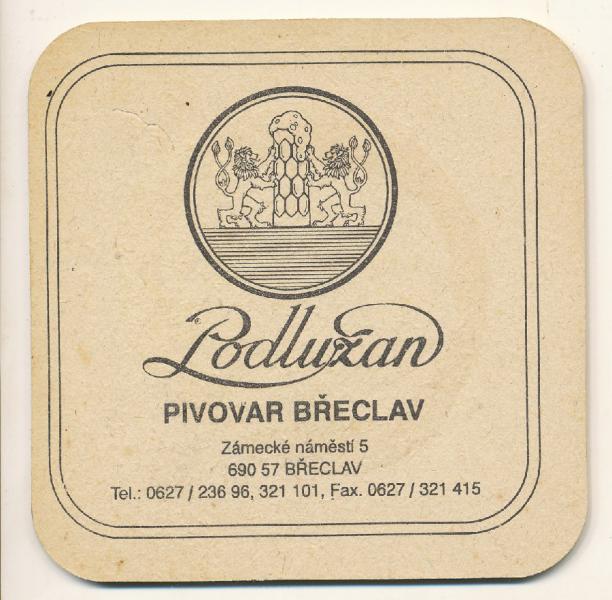 Podlužan
PIVOVAR BŘECLAV
Zámecké náměstí 5
690 57 BŘECLAV
Tel.: 0627 / 236 96, 321 101, Fax. 0627 / 321 415